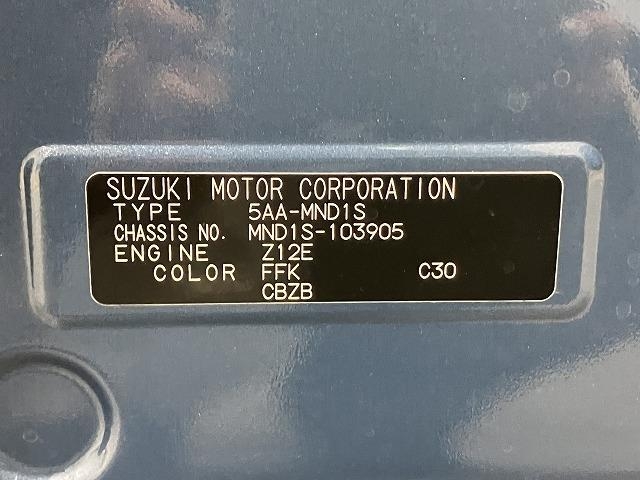 SUZUKI MOTOR CORPORATION
TYPE 5AA-MND1S
CHASSIS NO. MND1S-103905
ENGINE Z12E
COLOR FFK C30
CBZB